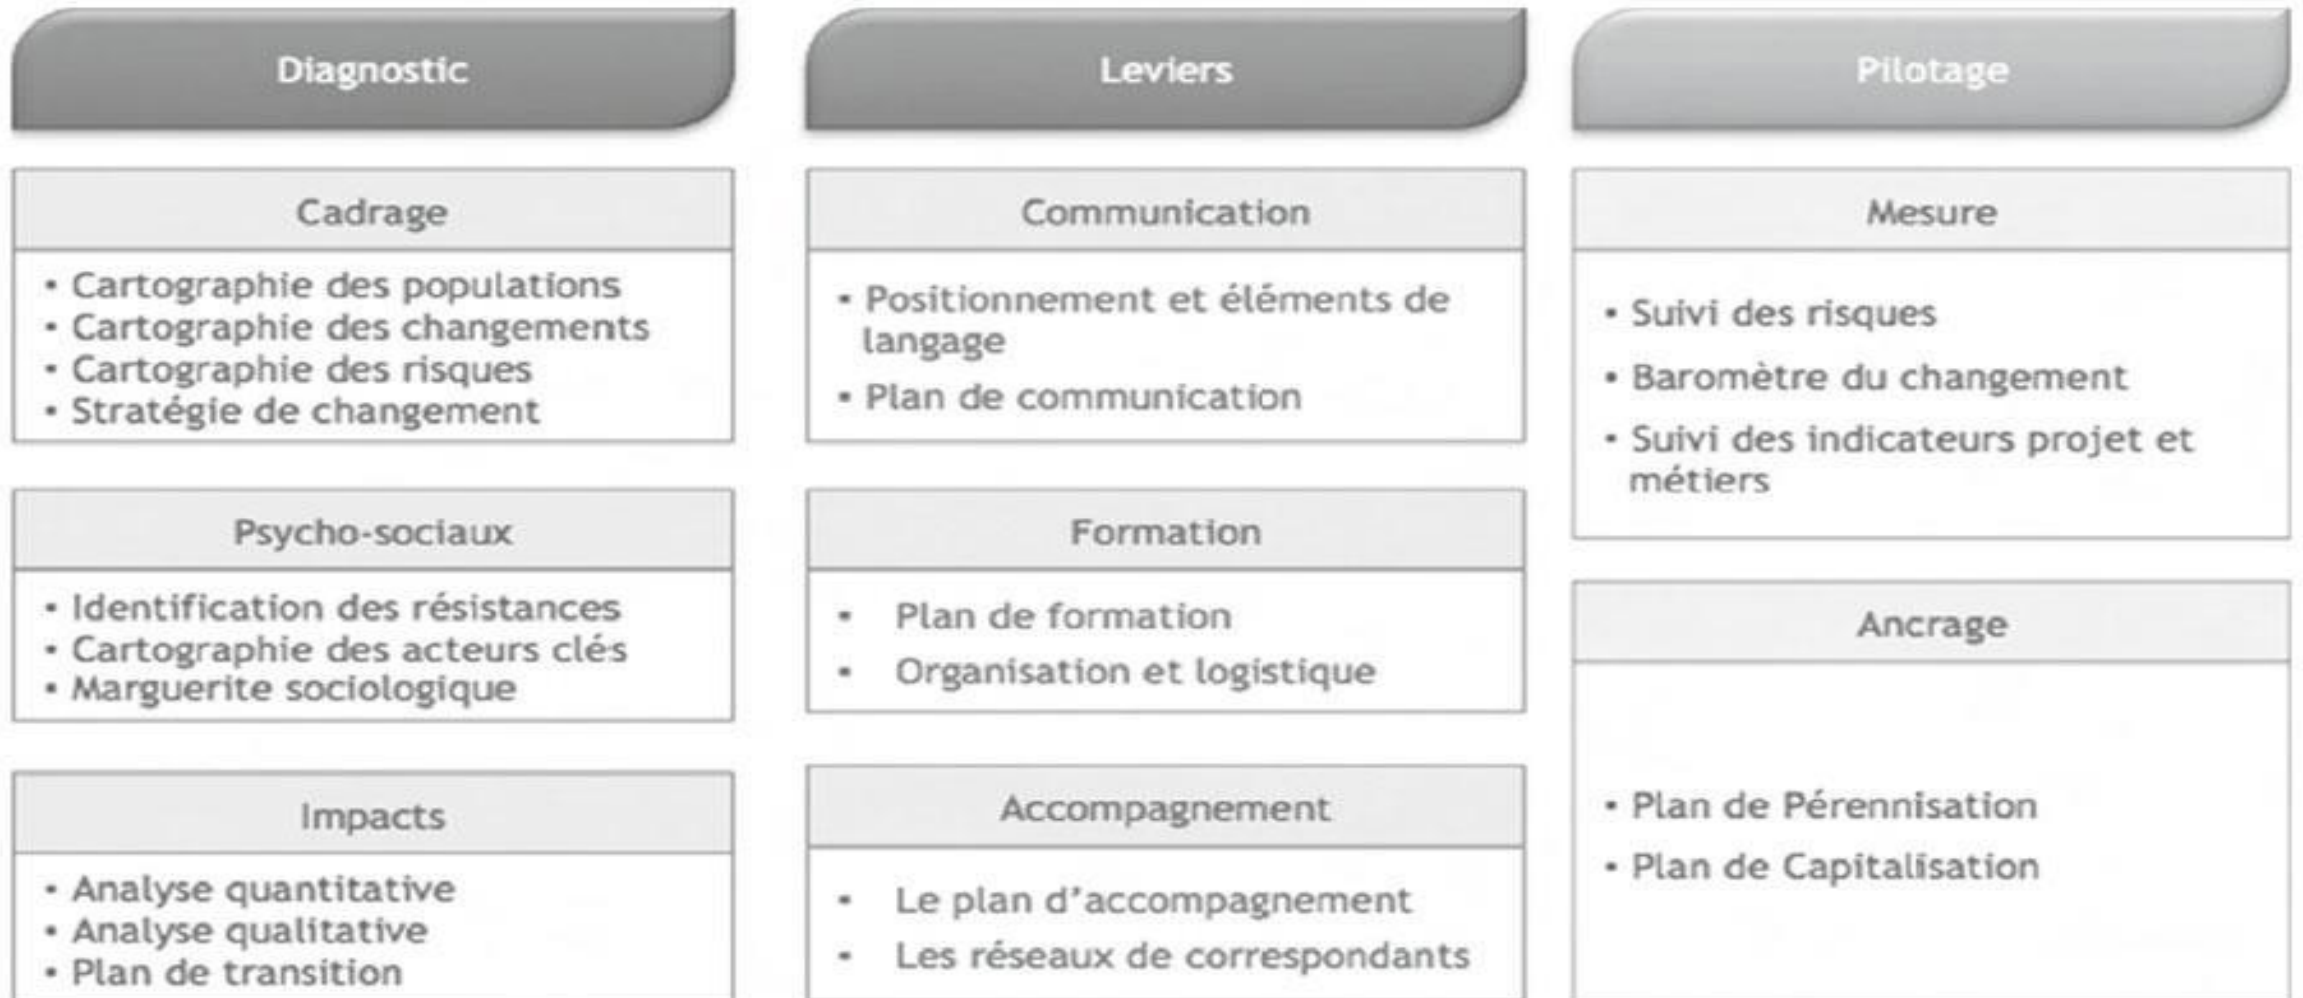 Diagnostic
Cadrage
• Cartographie des populations
• Cartographie des changements
• Cartographie des risques
• Stratégie de changement
Psycho-sociaux
• Identification des résistances
• Cartographie des acteurs clés
• Marguerite sociologique
Impacts
• Analyse quantitative
• Analyse qualitative
• Plan de transition
Leviers
Communication
• Positionnement et éléments de
langage
• Plan de communication
Formation
• Plan de formation
• Organisation et logistique
Accompagnement
• Le plan d’accompagnement
• Les réseaux de correspondants
Pilotage
Mesure
• Suivi des risques
• Baromètre du changement
• Suivi des indicateurs projet et
métiers
Ancrage
• Plan de Pérennisation
• Plan de Capitalisation